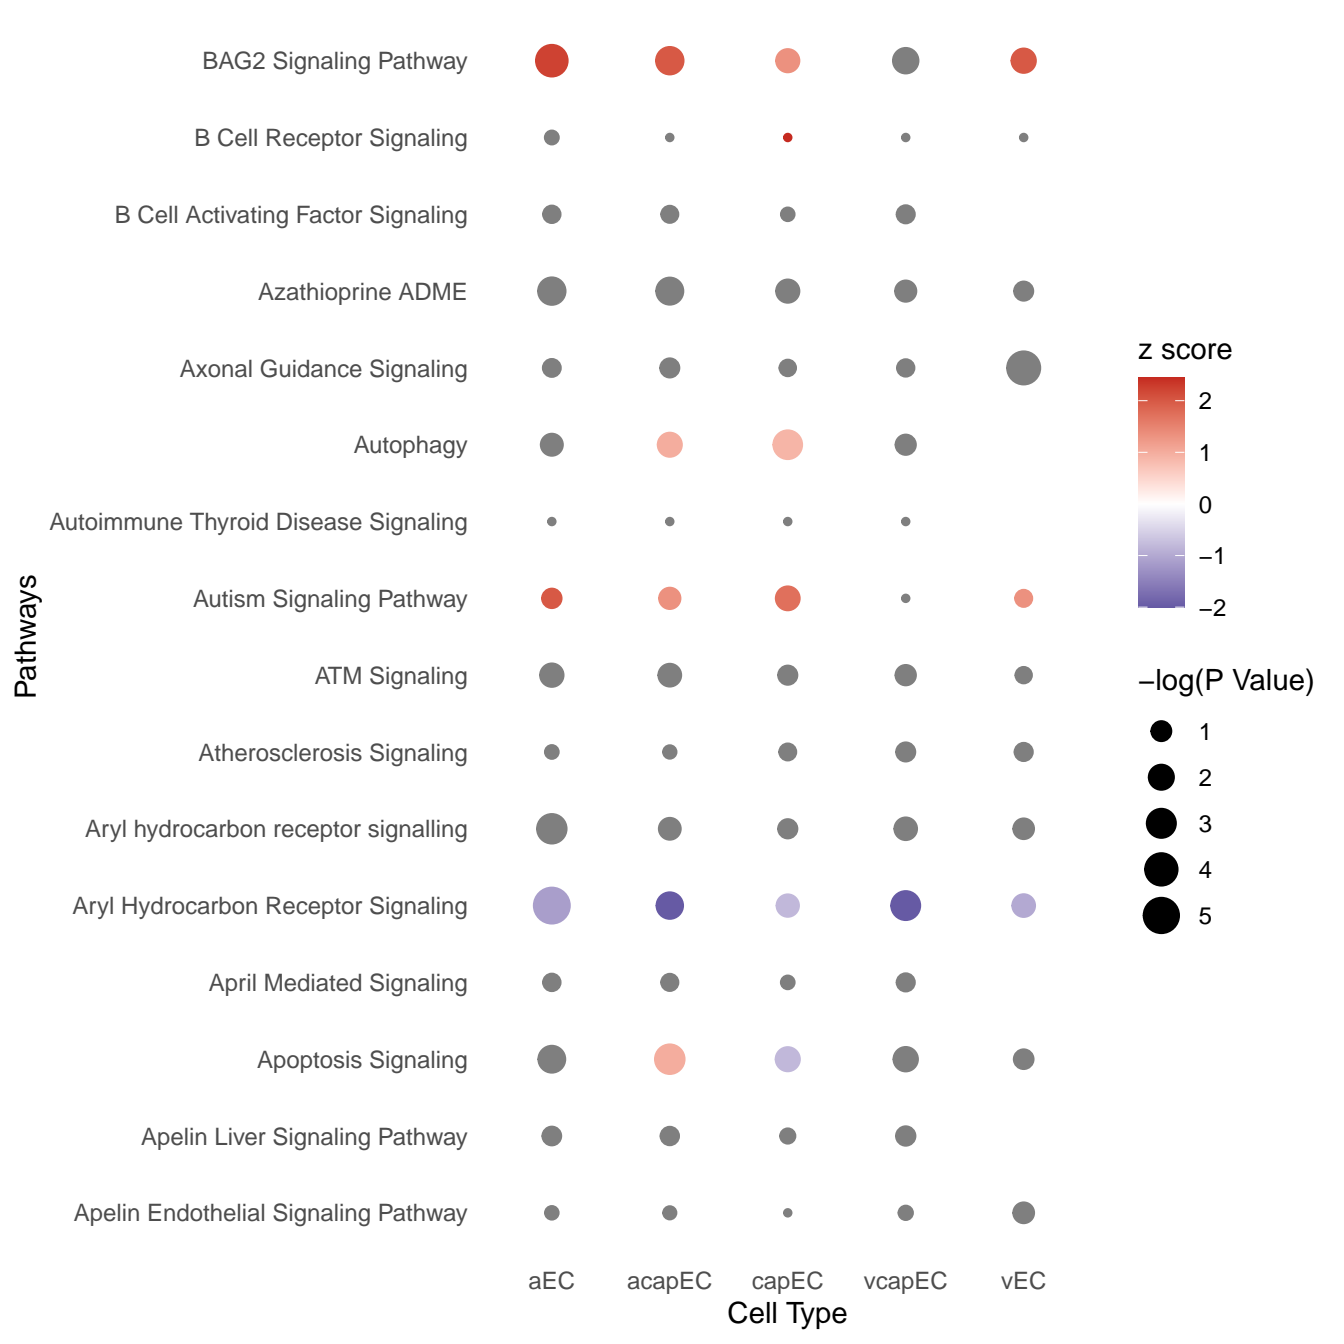 BAG2 Signaling Pathway
B Cell Receptor Signaling
B Cell Activating Factor Signaling
Azathioprine ADME
Axonal Guidance Signaling
Autophagy
Autoimmune Thyroid Disease Signaling
Autism Signaling Pathway
ATM Signaling
Atherosclerosis Signaling
Aryl hydrocarbon receptor signalling
Aryl Hydrocarbon Receptor Signaling
April Mediated Signaling
Apoptosis Signaling
Apelin Liver Signaling Pathway
Apelin Endothelial Signaling Pathway
Pathways
aEC acapEC capEC vcapEC vEC
Cell Type
z score
2
1
0
−1
−2
−log(P Value)
1
2
3
4
5